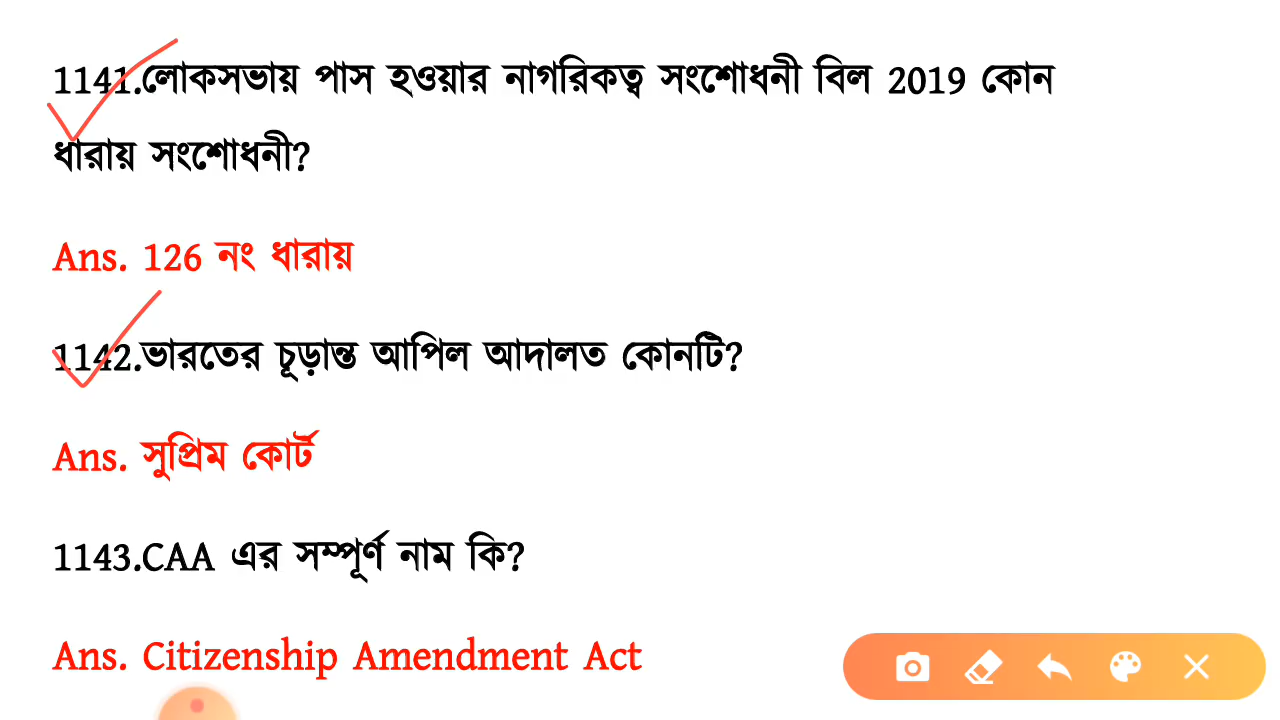 1141.লোকসভায় পাস হওয়ার নাগরিকত্ব সংশোধনী বিল 2019 কোন
ধারায় সংশোধনী?
Ans. 126 নং ধারায়
1142.ভারতের চূড়ান্ত আপিল আদালত কোনটি?
Ans. সুপ্রিম কোর্ট
1143.CAA এর সম্পূর্ণ নাম কি?
Ans. Citizenship Amendment Act